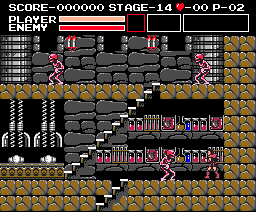 SCORE-000000 STAGE-14 ♥-00 P-02
PLAYER
ENEMY